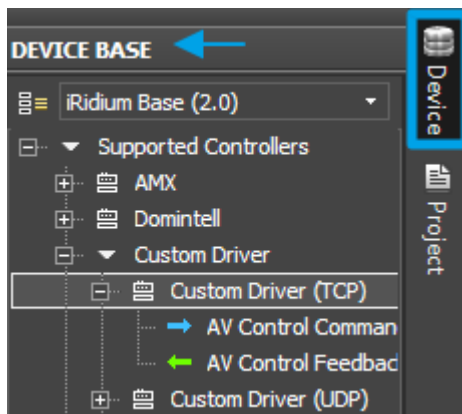 DEVICE BASE
iRidium Base (2.0)
Supported Controllers
AMX
Domintell
Custom Driver
Custom Driver (TCP)
AV Control Comman
AV Control Feedbac
Custom Driver (UDP)
Device
Project